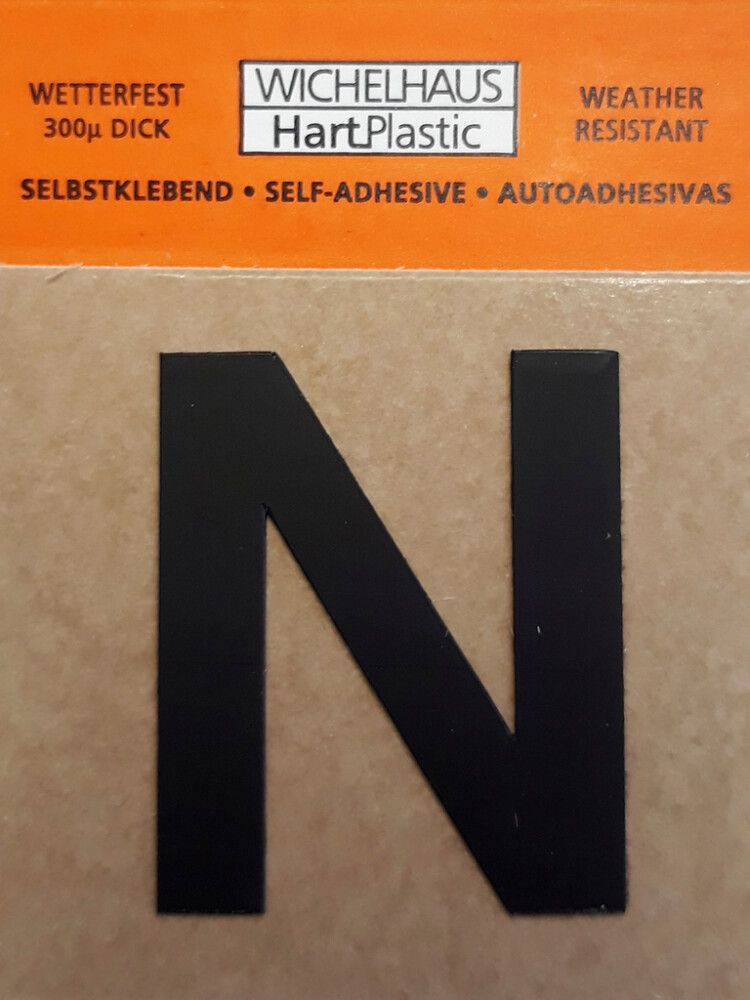 WETTERFEST
300µ DICK
WICHELHAUS
HartPlastic
WEATHER
RESISTANT
SELBSTKLEBEND • SELF-ADHESIVE • AUTOADHESIVAS
N